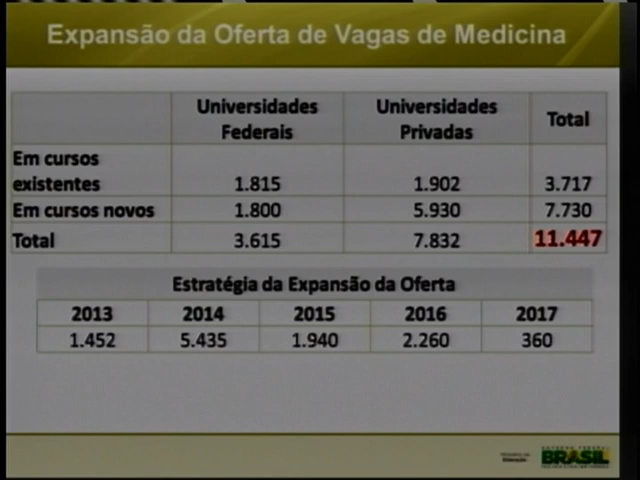 Expansão da Oferta de Vagas de Medicina
Universidades Federais Universidades Privadas Total
Em cursos existentes 1.815 1.902 3.717
Em cursos novos 1.800 5.930 7.730
Total 3.615 7.832 11.447
Estratégia da Expansão da Oferta
2013 2014 2015 2016 2017
1.452 5.435 1.940 2.260 360
BRASIL